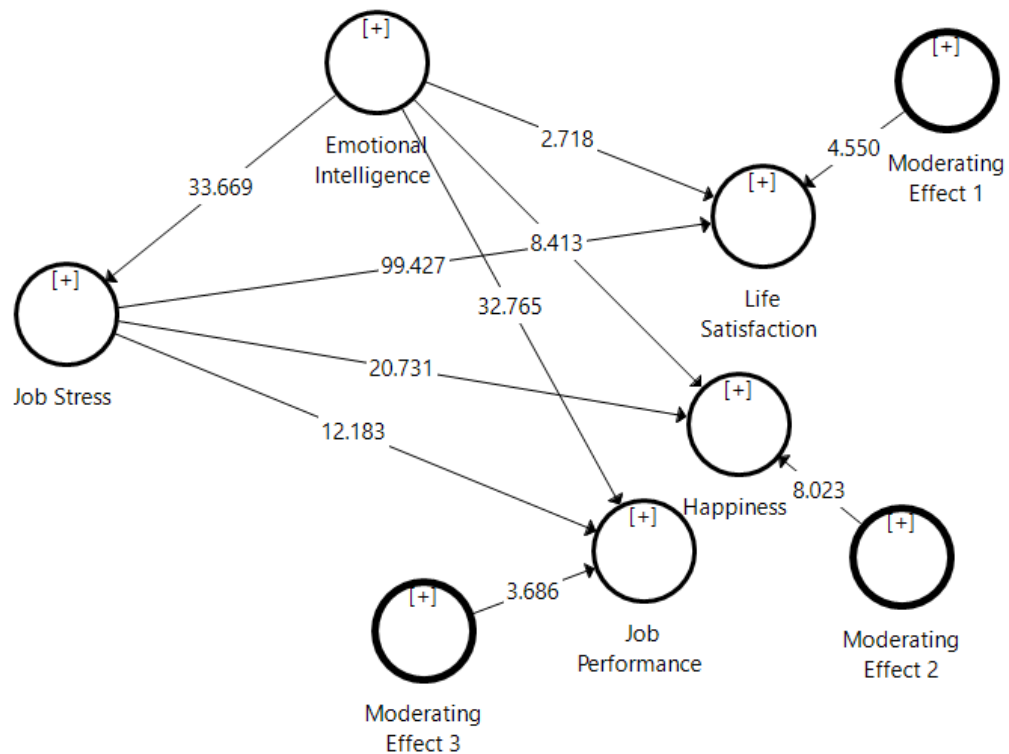 [+]
Emotional
Intelligence
[+]
Moderating
Effect 1
2.718
4.550
33.669
[+]
Life
Satisfaction
8.413
99.427
32.765
[+]
Job Stress
20.731
12.183
[+]
Happiness
8.023
[+]
Moderating
Effect 2
[+]
Job
Performance
3.686
[+]
Moderating
Effect 3